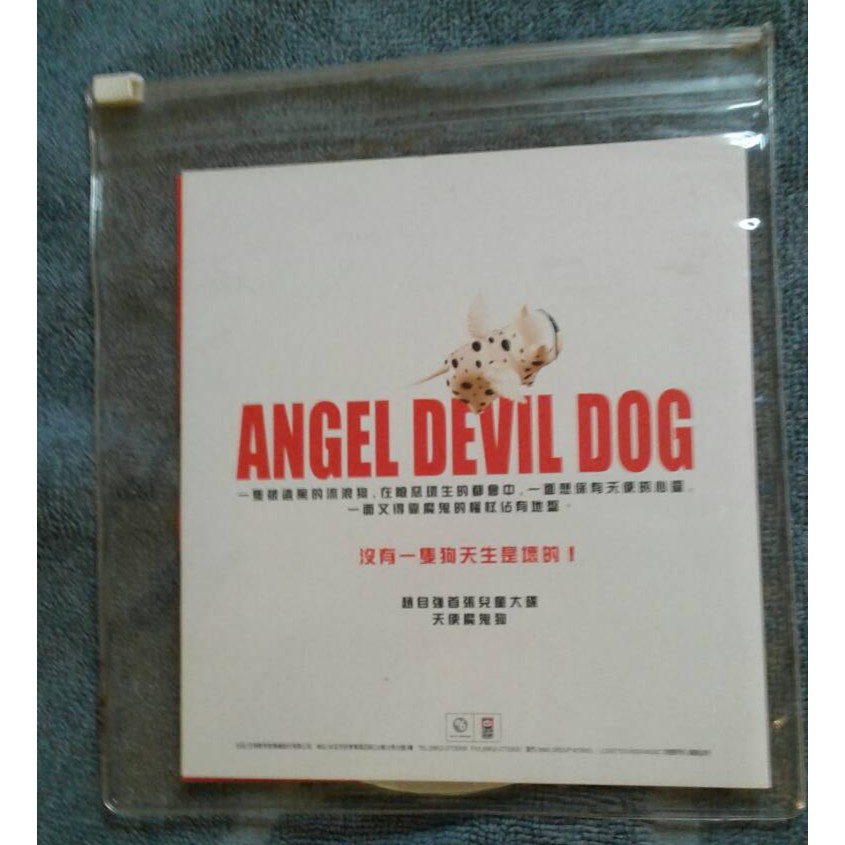 ANGEL DEVIL DOG
一隻被遺棄的流浪狗，在險惡環生的都會中，一面想保有天使的心靈，
一面又得靠魔鬼的權杖佔有地盤。
沒有一隻狗天生是壞的！
趙自強首張兒童大碟
天使魔鬼狗